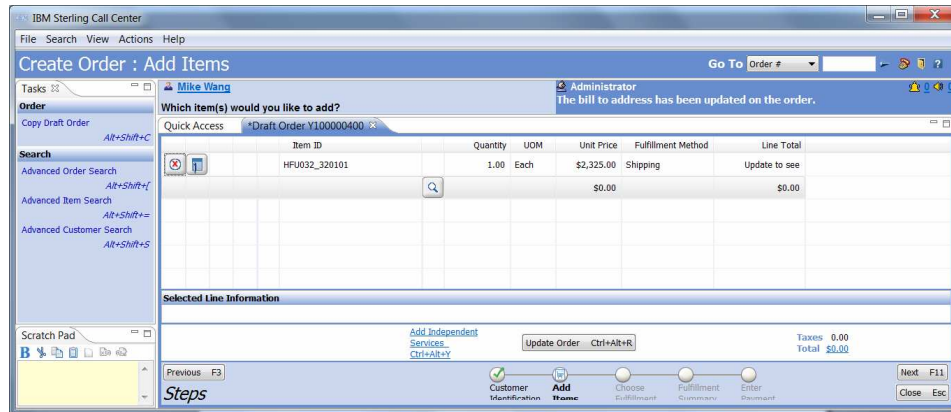 IBM Sterling Call Center
File Search View Actions Help
Create Order : Add Items
Go To Order #
Tasks
Order
Copy Draft Order
Alt+Shift+C
Search
Advanced Order Search
Alt+Shift+[
Advanced Item Search
Alt+Shift+=
Advanced Customer Search
Alt+Shift+S
Mike Wang
Which item(s) would you like to add?
Administrator
The bill to address has been updated on the order.
0 0
Quick Access *Draft Order Y100000400
Item ID Quantity UOM Unit Price Fulfillment Method Line Total
HFU032_320101 1.00 Each $2,325.00 Shipping Update to see
$0.00 $0.00
Selected Line Information
Scratch Pad
B
Add Independent
Services
Ctrl+Alt+Y
Update Order Ctrl+Alt+R
Taxes 0.00
Total $0.00
Previous F3
Steps
Customer
Identification
Add
Items
Choose
Fulfillment
Fulfillment
Summary
Enter
Payment
Next F11
Close Esc